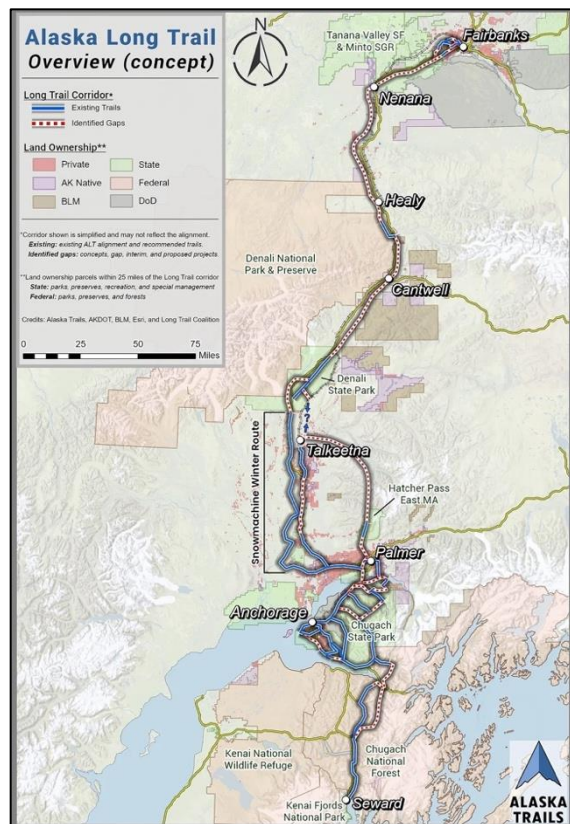 Alaska Long Trail
Overview (concept)
Long Trail Corridor*
Existing Trails
Identified Gaps
Land Ownership**
Private
State
AK Native
Federal
BLM
DoD
*Corridor shown is simplified and may not reflect the alignment.
Existing: existing ALT alignment and recommended trails.
Identified gaps: concepts, gap, interim, and proposed projects.
**Land ownership parcels within 25 miles of the Long Trail corridor
State: parks, preserves, recreation, and special management
Federal: parks, preserves, and forests
Credits: Alaska Trails, AKDOT, BLM, Esri, and Long Trail Coalition
0 25 50 75
Miles
N
Tanana Valley SF
& Minto SGR
Fairbanks
Nenana
Healy
Denali National
Park & Preserve
Cantwell
Denali
State Park
?
Talkeetna
Snowmachine Winter Route
Hatcher Pass
East MA
Palmer
Anchorage
Chugach
State Park
Kenai National
Wildlife Refuge
Chugach
National
Forest
Seward
Kenai Fjords
National Park
ALASKA
TRAILS